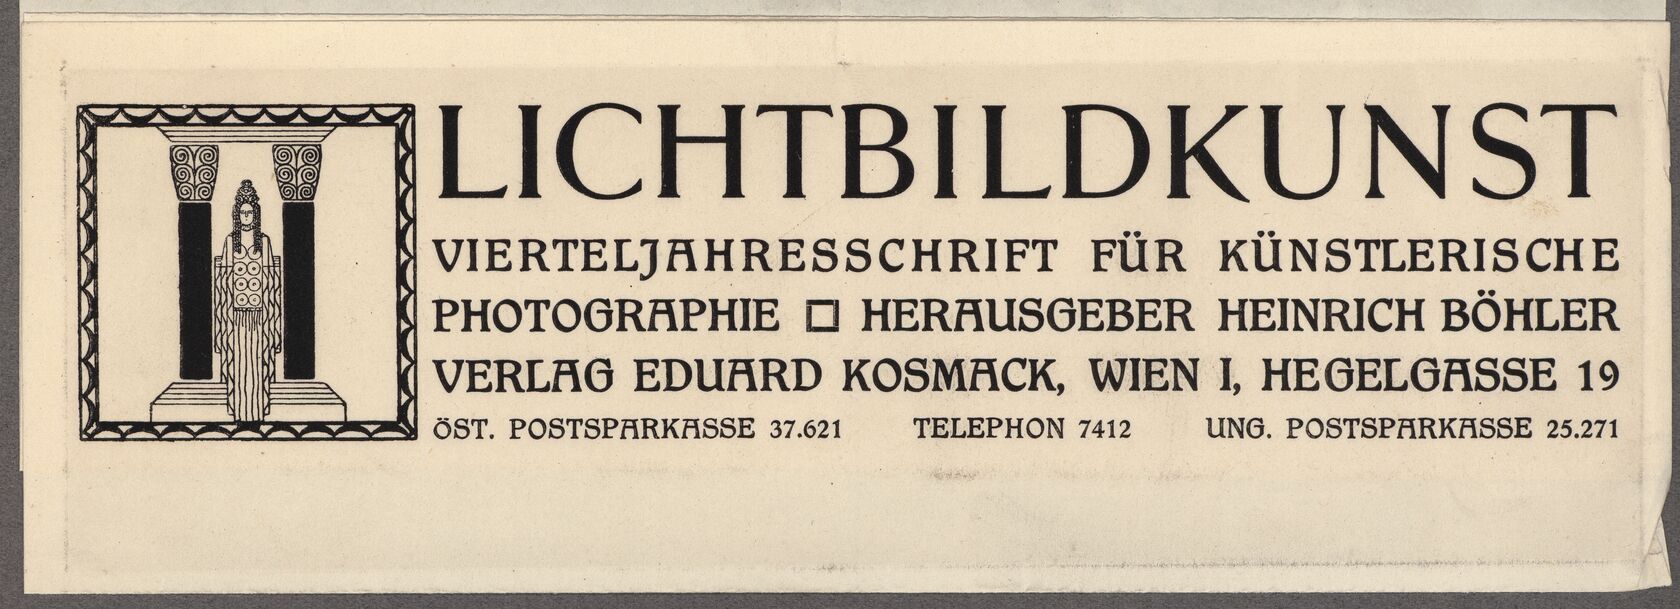 LICHTBILDKUNST
VIERTELJAHRESSCHRIFT FÜR KÜNSTLERISCHE
PHOTOGRAPHIE □ HERAUSGEBER HEINRICH BÖHLER
VERLAG EDUARD KOSMACK, WIEN I, HEGELGASSE 19
ÖST. POSTSPARKASSE 37.621 TELEPHON 7412 UNG. POSTSPARKASSE 25.271